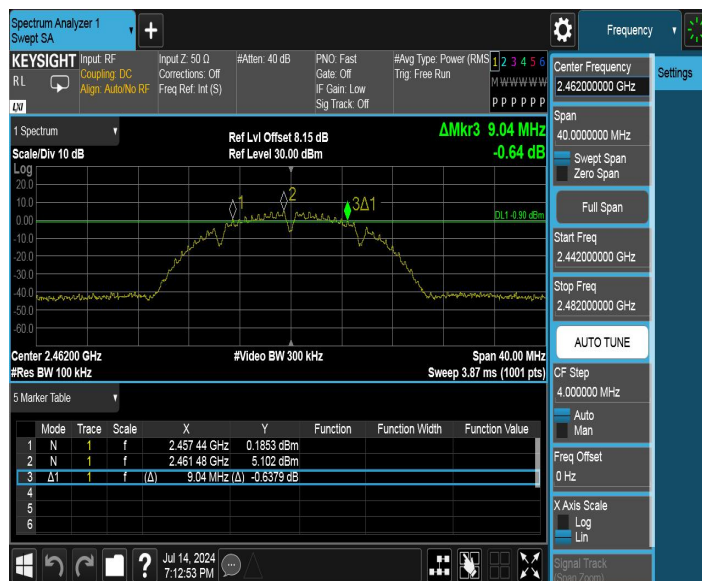 Spectrum Analyzer 1
Swept SA
+
Frequency
KEYSIGHT
RL
LNI
Input: RF
Coupling: DC
Align: Auto/No RF
Input Z: 50 Ω
Corrections: Off
Freq Ref: Int (S)
#Atten: 40 dB
PNO: Fast
Gate: Off
IF Gain: Low
Sig Track: Off
#Avg Type: Power (RMS
Trig: Free Run
1 2 3 4 5 6
M W W W W W
P P P P P P
1 Spectrum
Scale/Div 10 dB
Log
Ref Lvl Offset 8.15 dB
Ref Level 30.00 dBm
ΔMkr3 9.04 MHz
-0.64 dB
20.0
10.0
0.00
-10.0
-20.0
-30.0
-40.0
-50.0
-60.0
1
2
3Δ1
DL1 -0.90 dBm
Center 2.46200 GHz
#Video BW 300 kHz
Span 40.00 MHz
#Res BW 100 kHz
Sweep 3.87 ms (1001 pts)
5 Marker Table
Mode Trace Scale X Y Function Function Width Function Value
1 N 1 f 2.457 44 GHz 0.1853 dBm
2 N 1 f 2.461 48 GHz 5.102 dBm
3 Δ1 1 f (Δ) 9.04 MHz (Δ) -0.6379 dB
4
5
6
?
Jul 14, 2024
7:12:53 PM
Center Frequency
2.462000000 GHz
Span
40.0000000 MHz
Swept Span
Zero Span
Full Span
Start Freq
2.442000000 GHz
Stop Freq
2.482000000 GHz
AUTO TUNE
CF Step
4.000000 MHz
Auto
Man
Freq Offset
0 Hz
X Axis Scale
Log
Lin
Signal Track
(Span Zoom)
Settings